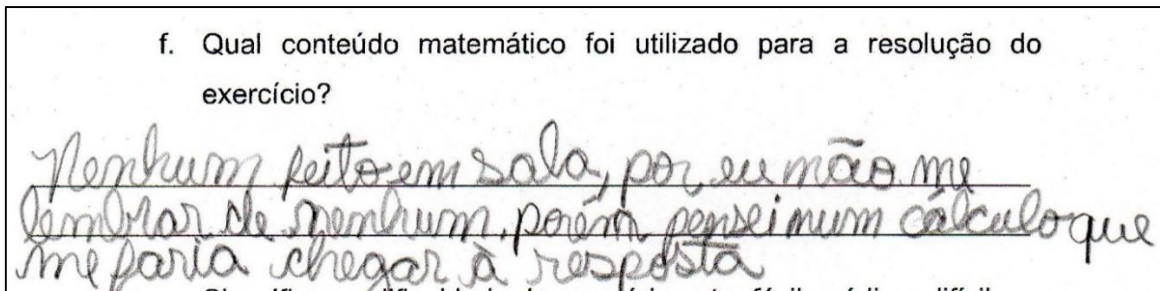 f. Qual conteúdo matemático foi utilizado para a resolução do
exercício?
Nenhum feito em sala, por eu não me
lembrar de nenhum, porém pensei num cálculo que
me faria chegar à resposta